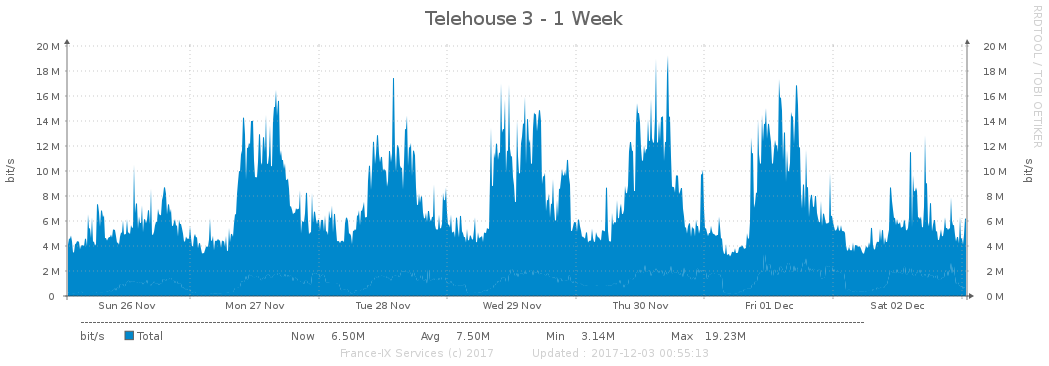 Telehouse 3 - 1 Week
RRDTOOL / TOBI OETIKER
20 M 20 M
18 M 18 M
16 M 16 M
14 M 14 M
12 M 12 M
10 M 10 M
8 M 8 M
6 M 6 M
4 M 4 M
2 M 2 M
0 0 M
bit/s
bit/s
Sun 26 Nov Mon 27 Nov Tue 28 Nov Wed 29 Nov Thu 30 Nov Fri 01 Dec Sat 02 Dec
bit/s Total Now 6.50M Avg 7.50M Min 3.14M Max 19.23M
France-IX Services (c) 2017 Updated : 2017-12-03 00:55:13